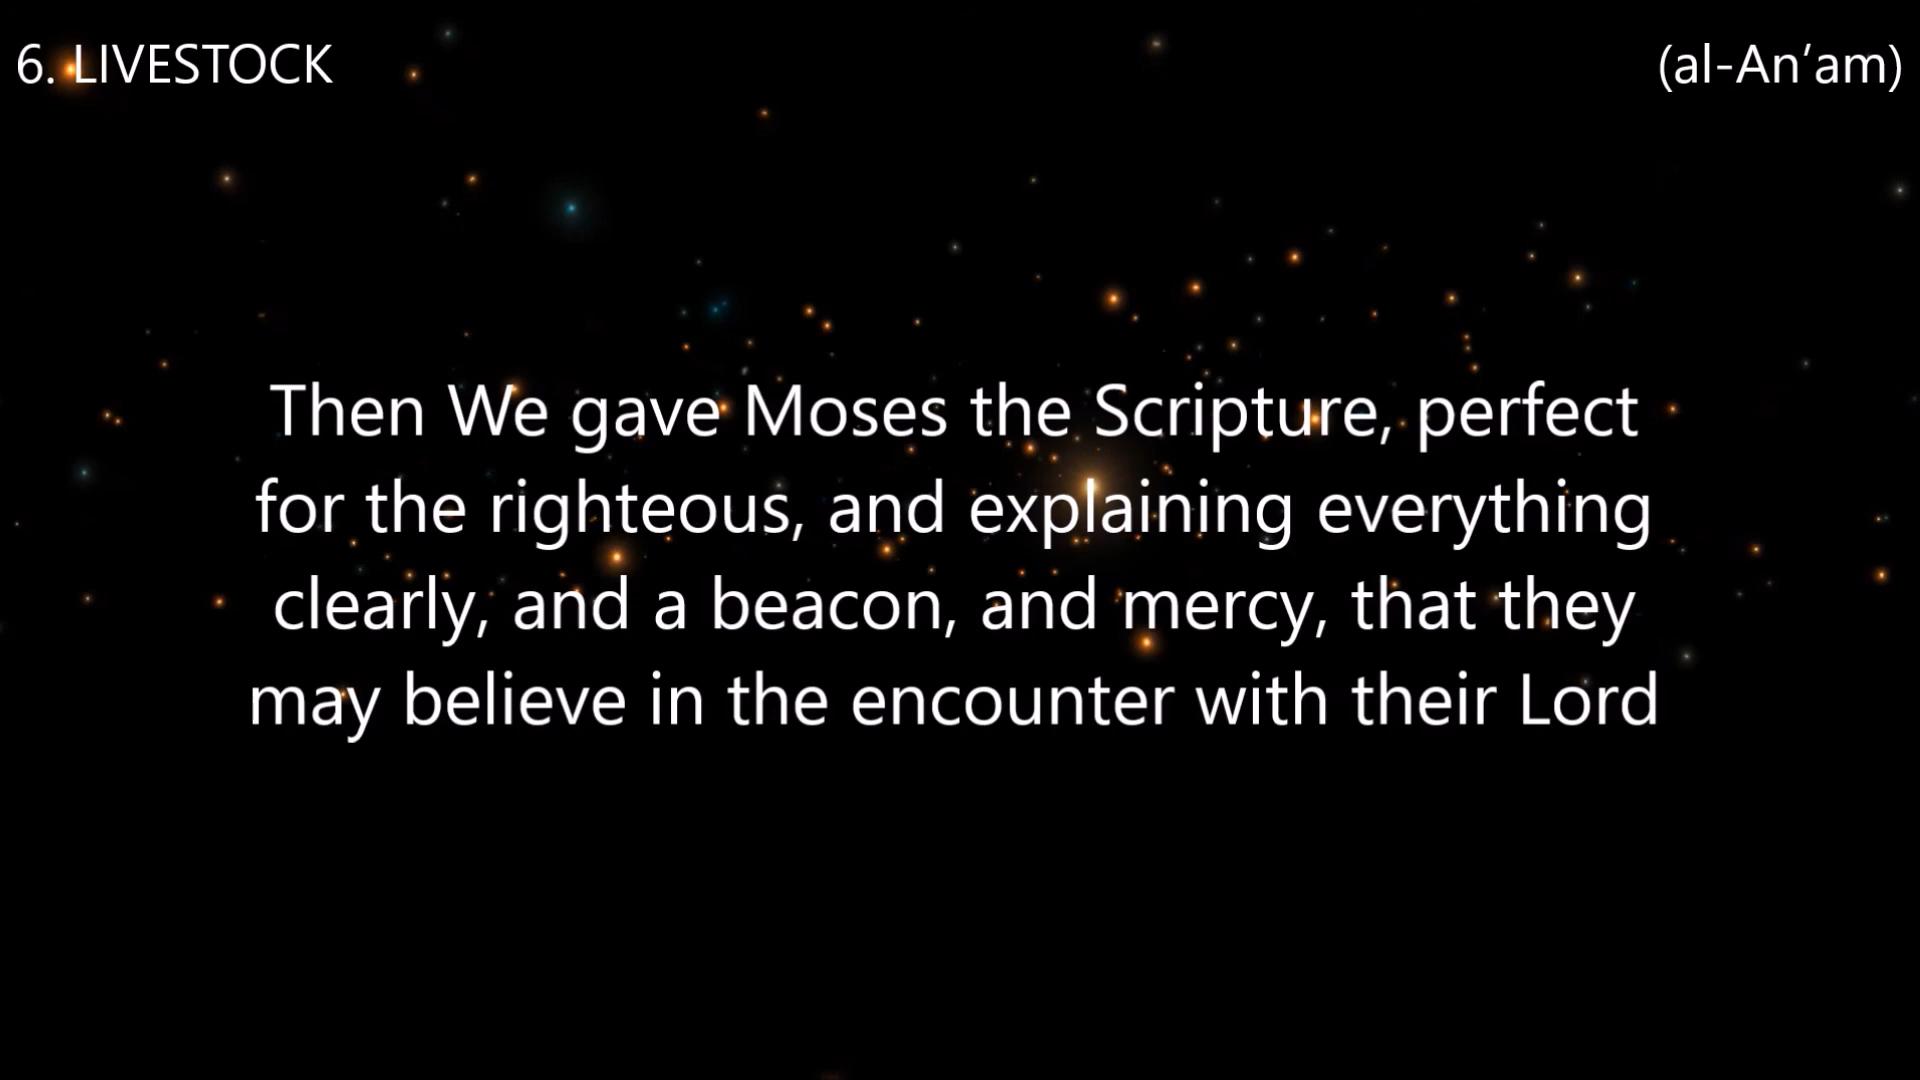 6. LIVESTOCK
(al-An’am)
Then We gave Moses the Scripture, perfect
for the righteous, and explaining everything
clearly, and a beacon, and mercy, that they
may believe in the encounter with their Lord